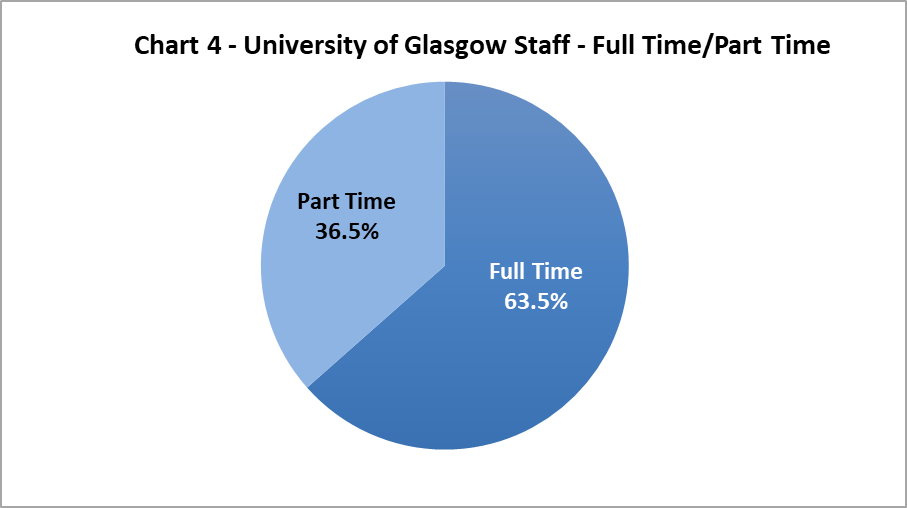 Chart 4 - University of Glasgow Staff - Full Time/Part Time
Part Time
36.5%
Full Time
63.5%